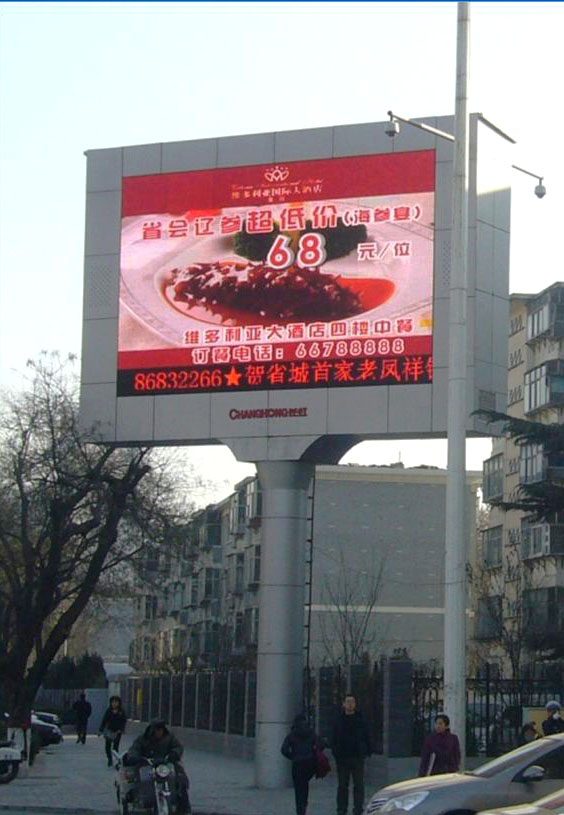 维多利亚国际大酒店
省会辽参超低价(海参宴)
68元/位
维多利亚大酒店四楼中餐
订餐电话：66788888
86832266★贺省城首家老凤祥
CHANGHONG长虹